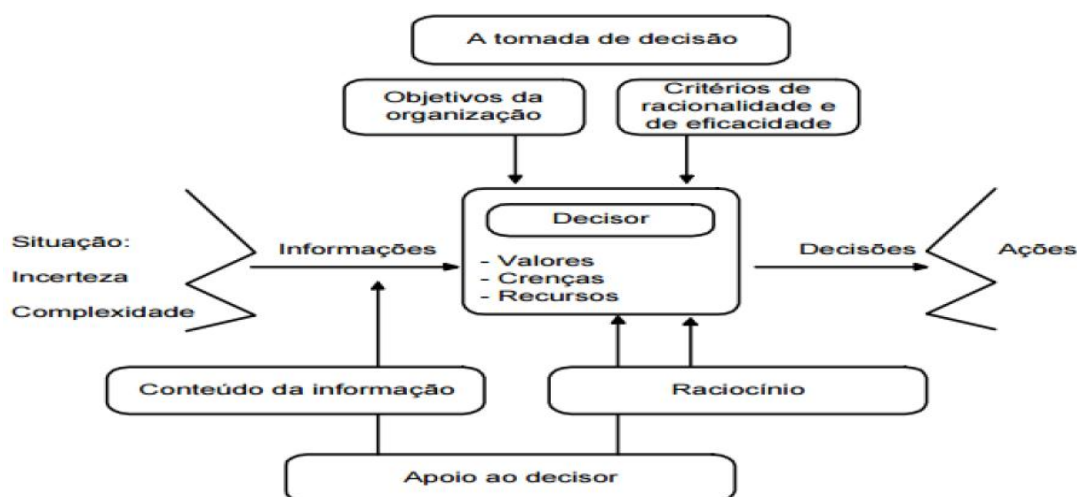 A tomada de decisão
Objetivos da
organização
Critérios de
racionalidade e
de eficacidade
Situação:
Incerteza
Complexidade
Informações
Decisor
- Valores
- Crenças
- Recursos
Decisões
Ações
Conteúdo da informação
Raciocínio
Apoio ao decisor